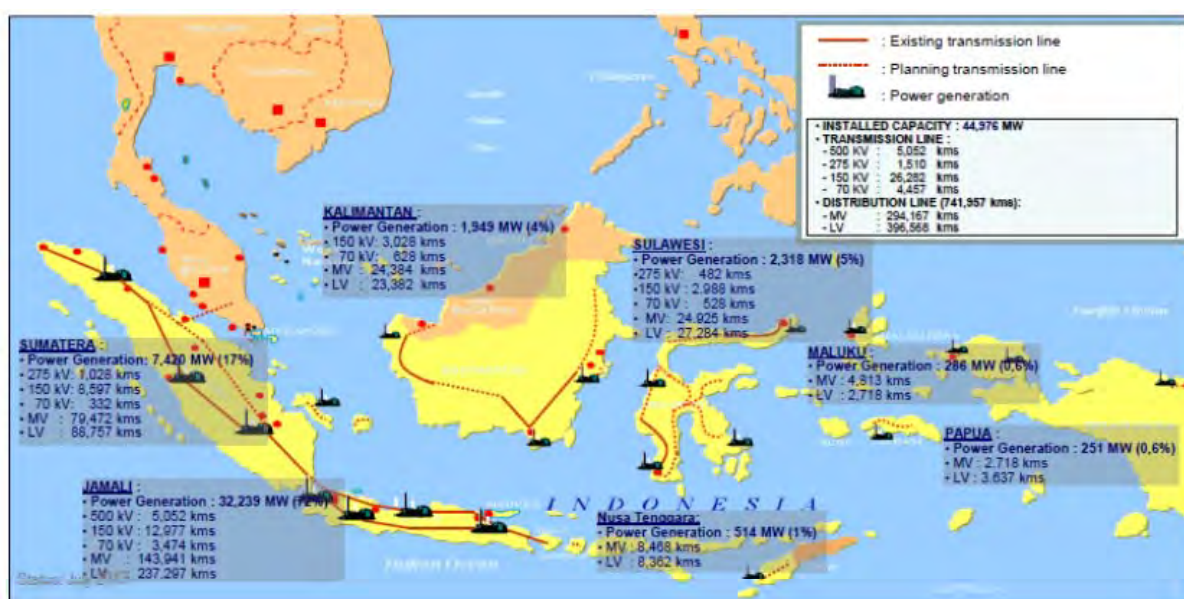 : Existing transmission line
: Planning transmission line
: Power generation
• INSTALLED CAPACITY : 44,976 MW
• TRANSMISSION LINE :
- 500 KV : 5,052 kms
- 275 KV : 1,510 kms
- 150 KV : 26,282 kms
- 70 KV : 4,457 kms
• DISTRIBUTION LINE (741,957 kms):
- MV : 294,167 kms
- LV : 396,568 kms
KALIMANTAN :
• Power Generation : 1,949 MW (4%)
• 150 kV: 3,028 kms
• 70 kV: 628 kms
• MV : 24,384 kms
• LV : 23,382 kms
SULAWESI :
• Power Generation : 2,318 MW (5%)
•275 kV: 482 kms
•150 kV: 2.988 kms
• 70 kV: 528 kms
• MV: 24.925 kms
• LV : 27.284 kms
SUMATERA :
• Power Generation: 7,420 MW (17%)
• 275 kV: 1,028 kms
• 150 kV: 8,597 kms
• 70 kV: 332 kms
• MV : 79,472 kms
• LV : 88,757 kms
MALUKU :
• Power Generation : 286 MW (0,6%)
• MV : 4,813 kms
• LV : 2,718 kms
PAPUA :
• Power Generation : 251 MW (0,6%)
• MV : 2.718 kms
• LV : 3.637 kms
JAMALI :
• Power Generation : 32,239 MW (72%)
• 500 kV : 5,052 kms
• 150 kV : 12,977 kms
• 70 kV : 3,474 kms
• MV : 143,941 kms
• LV : 237.297 kms
INDONESIA
Nusa Tenggara:
• Power Generation : 514 MW (1%)
• MV : 8,468 kms
• LV : 8,362 kms